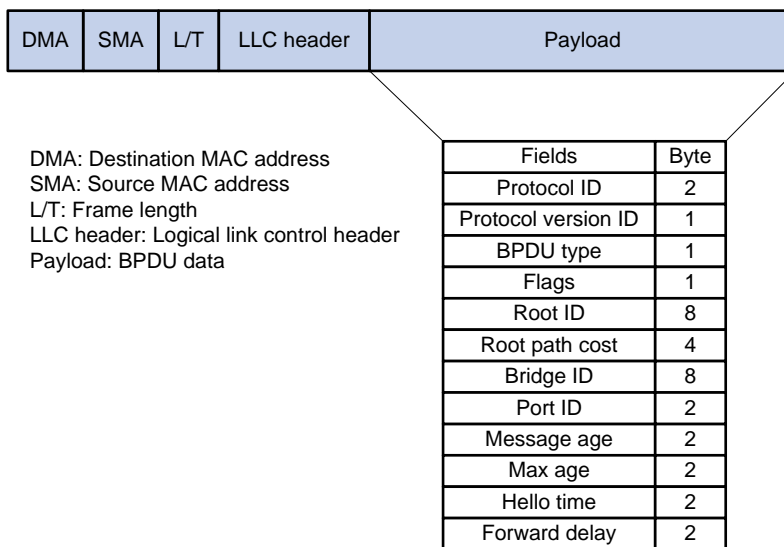 DMA SMA L/T LLC header Payload
DMA: Destination MAC address
SMA: Source MAC address
L/T: Frame length
LLC header: Logical link control header
Payload: BPDU data
Fields Byte
Protocol ID 2
Protocol version ID 1
BPDU type 1
Flags 1
Root ID 8
Root path cost 4
Bridge ID 8
Port ID 2
Message age 2
Max age 2
Hello time 2
Forward delay 2